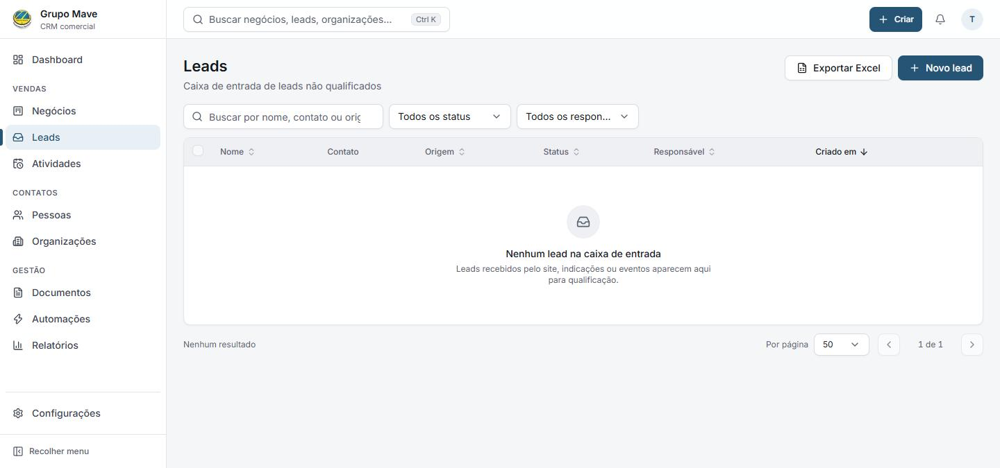 Grupo Mave
CRM comercial
Buscar negócios, leads, organizações...
Ctrl K
Criar
T
Dashboard
VENDAS
Negócios
Leads
Atividades
CONTATOS
Pessoas
Organizações
GESTÃO
Documentos
Automações
Relatórios
Configurações
Recolher menu
Leads
Caixa de entrada de leads não qualificados
Exportar Excel
Novo lead
Buscar por nome, contato ou orig
Todos os status
Todos os respon...
Nome
Contato
Origem
Status
Responsável
Criado em
Nenhum lead na caixa de entrada
Leads recebidos pelo site, indicações ou eventos aparecem aqui
para qualificação.
Nenhum resultado
Por página
50
1 de 1